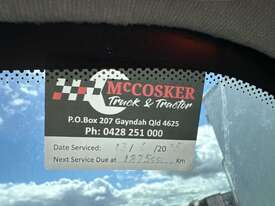 McCOSKER
Truck & Tractor
P.O.Box 207 Gayndah Qld 4625
Ph: 0428 251 000
Date Serviced: / /20
Next Service Due at Km